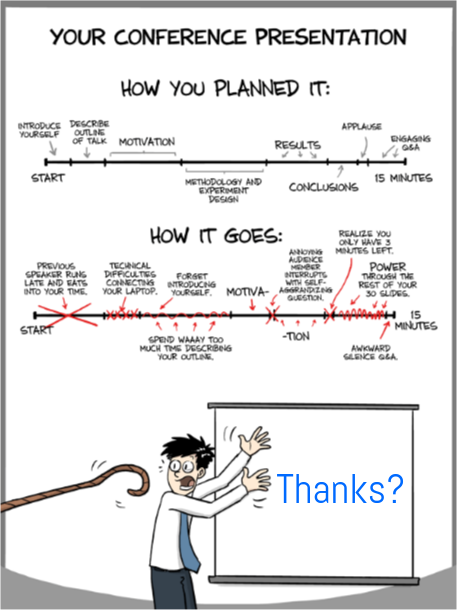 YOUR CONFERENCE PRESENTATION
HOW YOU PLANNED IT:
INTRODUCE
YOURSELF
DESCRIBE
OUTLINE
OF TALK
MOTIVATION
METHODOLOGY AND
EXPERIMENT
DESIGN
RESULTS
CONCLUSIONS
APPLAUSE
ENGAGING
Q&A
START
15 MINUTES
HOW IT GOES:
PREVIOUS
SPEAKER RUNS
LATE AND EATS
INTO YOUR TIME.
TECHNICAL
DIFFICULTIES
CONNECTING
YOUR LAPTOP.
FORGET
INTRODUCING
YOURSELF.
SPEND WAAAY TOO
MUCH TIME DESCRIBING
YOUR OUTLINE.
MOTIVA-
ANNOYING
AUDIENCE
MEMBER
INTERRUPTS
WITH SELF-
AGGRANDIZING
QUESTION.
-TION
REALIZE YOU
ONLY HAVE 3
MINUTES LEFT.
POWER
THROUGH THE
REST OF YOUR
30 SLIDES.
AWKWARD
SILENCE Q&A.
START
15
MINUTES
Thanks?